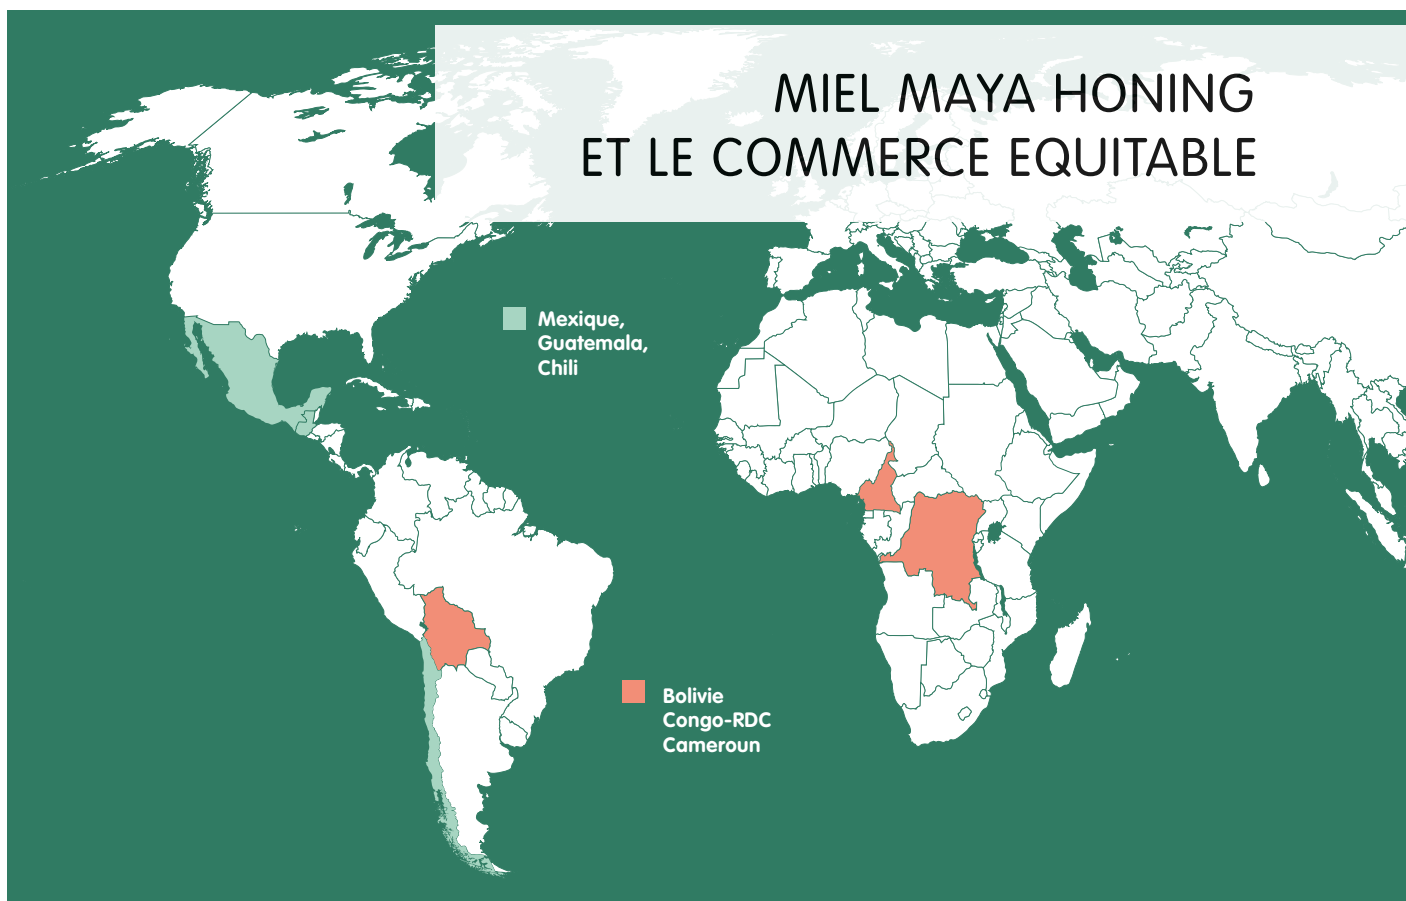 MIEL MAYA HONING
ET LE COMMERCE EQUITABLE
Mexique,
Guatemala,
Chili
Bolivie
Congo-RDC
Cameroun